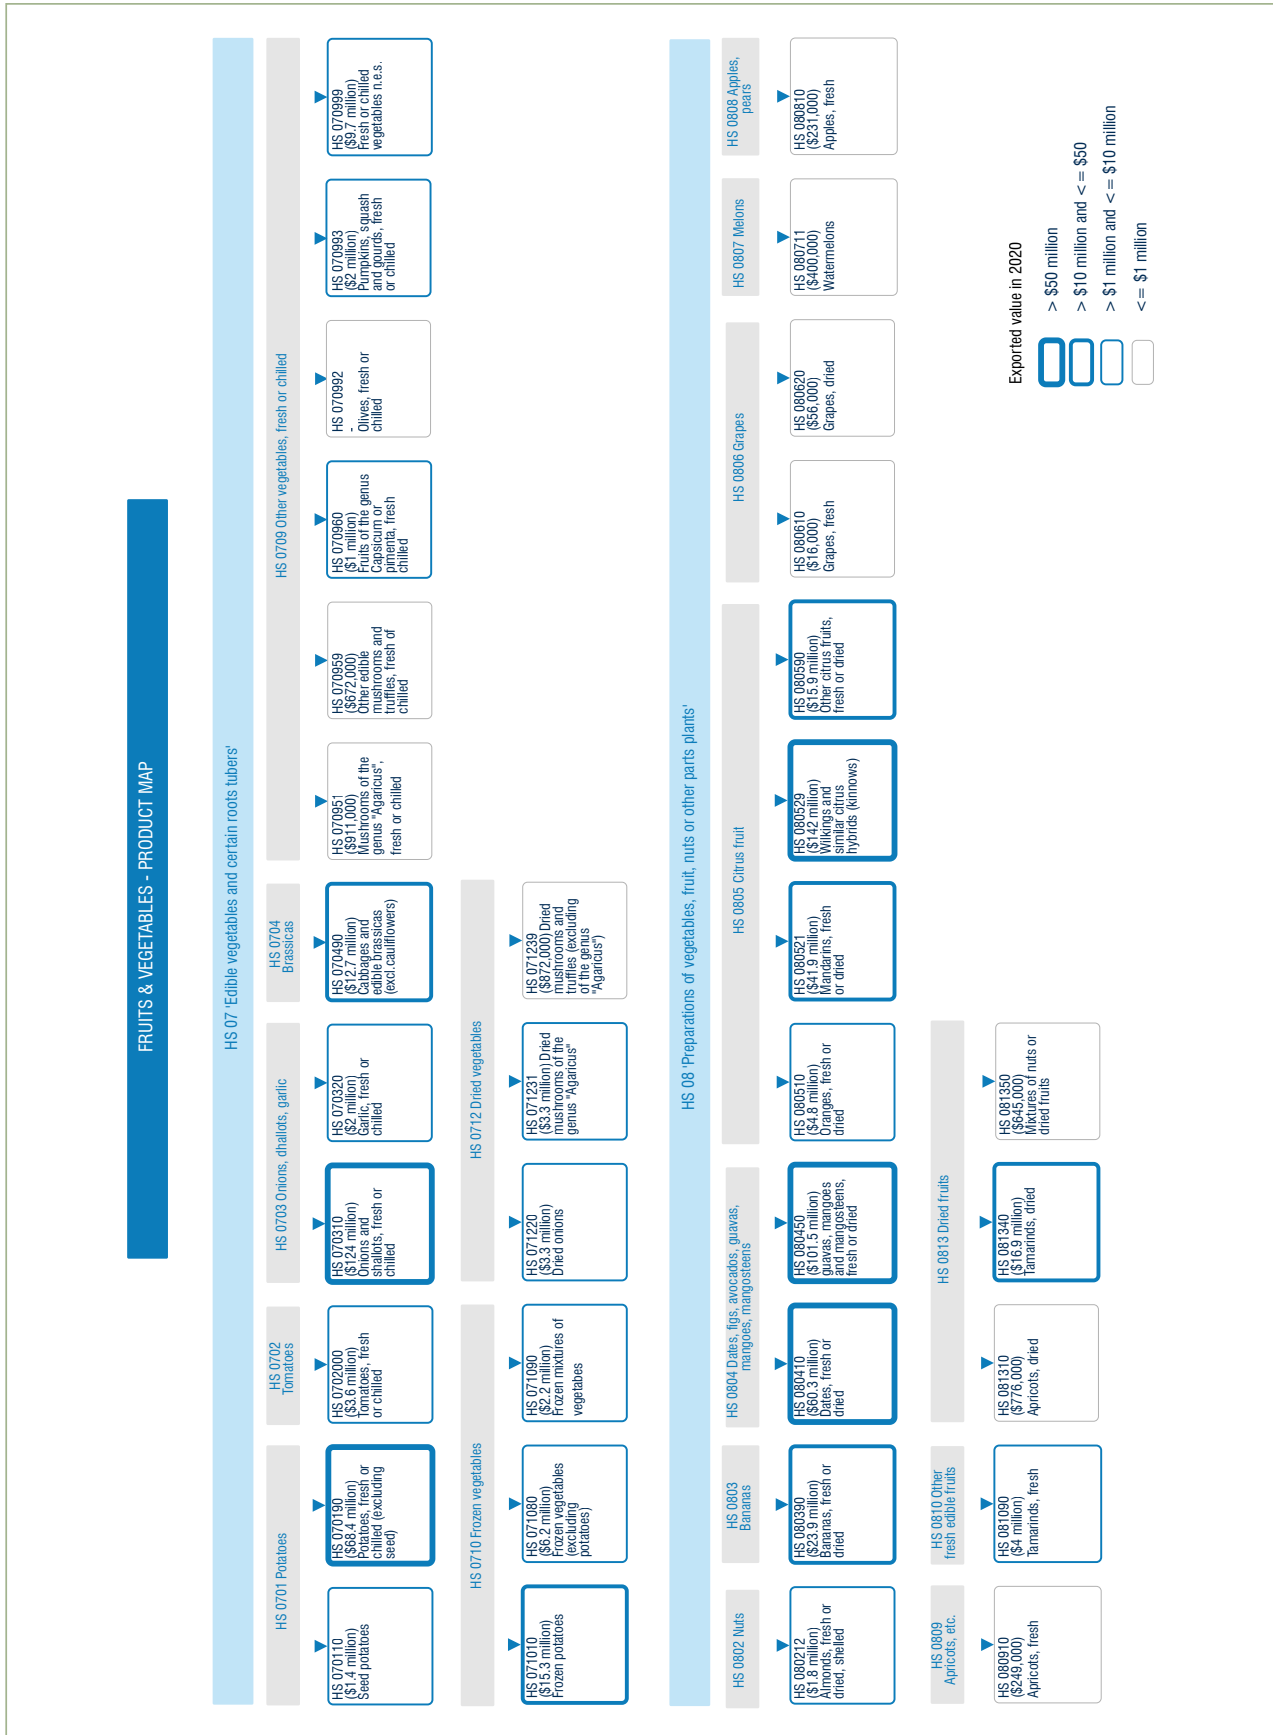 FRUITS & VEGETABLES - PRODUCT MAP
HS 07 'Edible vegetables and certain roots tubers'
HS 0701 Potatoes
HS 070110
($1.4 million)
Seed potatoes
HS 070190
($68.4 million)
Potatoes, fresh or
chilled (excluding
seed)
HS 0702
Tomatoes
HS 0702000
($3.6 million)
Tomatoes, fresh
or chilled
HS 0703 Onions, dhallots, garlic
HS 070310
($124 million)
Onions and
shallots, fresh or
chilled
HS 070320
($2 million)
Garlic, fresh or
chilled
HS 0704
Brassicas
HS 070490
($12.7 million)
Cabbages and
edible brassicas
(excl.cauliflowers)
HS 0709 Other vegetables, fresh or chilled
HS 070951
($911,000)
Mushrooms of the
genus "Agaricus",
fresh or chilled
HS 070959
($672,000)
Other edible
mushrooms and
truffles, fresh of
chilled
HS 070960
($1 million)
Fruits of the genus
Capsicum or
pimenta, fresh
chilled
HS 070992
-
Olives, fresh or
chilled
HS 070993
($2 million)
Pumpkins, squash
and gourds, fresh
or chilled
HS 070999
($9.7 million)
Fresh or chilled
vegetables n.e.s.
HS 0710 Frozen vegetables
HS 071010
($15.3 million)
Frozen potatoes
HS 071080
($6.2 million)
Frozen vegetables
(excluding
potatoes)
HS 071090
($2.2 million)
Frozen mixtures of
vegetabes
HS 0712 Dried vegetables
HS 071220
($3.3 million)
Dried onions
HS 071231
($3.3 million) Dried
mushrooms of the
genus "Agaricus"
HS 071239
($872,000) Dried
mushrooms and
truffles (excluding
of the genus
"Agaricus")
HS 08 'Preparations of vegetables, fruit, nuts or other parts plants'
HS 0802 Nuts
HS 080212
($1.8 million)
Almonds, fresh or
dried, shelled
HS 0803
Bananas
HS 080390
($23.9 million)
Bananas, fresh or
dried
HS 0804 Dates, figs, avocados, guavas,
mangoes, mangosteens
HS 080410
($60.3 million)
Dates, fresh or
dried
HS 080450
($101.5 million)
guavas, mangoes
and mangosteens,
fresh or dried
HS 0805 Citrus fruit
HS 080510
($4.8 million)
Oranges, fresh or
dried
HS 080521
($41.9 million)
Mandarins, fresh
or dried
HS 080529
($142 million)
Wilkings and
similar citrus
hybrids (kinnows)
HS 080590
($15.9 million)
Other citrus fruits,
fresh or dried
HS 0806 Grapes
HS 080610
($16,000)
Grapes, fresh
HS 080620
($56,000)
Grapes, dried
HS 0807 Melons
HS 080711
($400,000)
Watermelons
HS 0808 Apples,
pears
HS 080810
($231,000)
Apples, fresh
HS 0809
Apricots, etc.
HS 080910
($249,000)
Apricots, fresh
HS 0810 Other
fresh edible fruits
HS 081090
($4 million)
Tamarinds, fresh
HS 0813 Dried fruits
HS 081310
($776,000)
Apricots, dried
HS 081340
($16.9 million)
Tamarinds, dried
HS 081350
($645,000)
Mixtures of nuts or
dried fruits
Exported value in 2020
> $50 million
> $10 million and < = $50
> $1 million and < = $10 million
< = $1 million